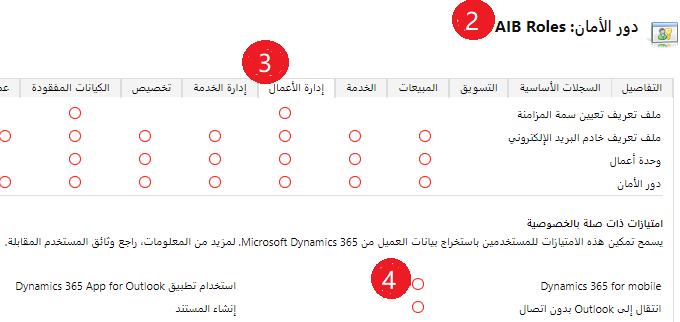 دور الأمان: AIB Roles
2
3
التفاصيل السجلات الأساسية التسويق المبيعات الخدمة إدارة الأعمال إدارة الخدمة تخصيص الكيانات المفقودة
ملف تعريف تعيين سمة المزامنة
ملف تعريف خادم البريد الإلكتروني
وحدة أعمال
دور الأمان
امتيازات ذات صلة بالخصوصية
يسمح تمكين هذه الامتيازات للمستخدمين باستخراج بيانات العميل من Microsoft Dynamics 365. لمزيد من المعلومات، راجع وثائق المستخدم المقابلة.
4
Dynamics 365 for mobile استخدام تطبيق Dynamics 365 App for Outlook
انتقال إلى Outlook بدون اتصال إنشاء المستند